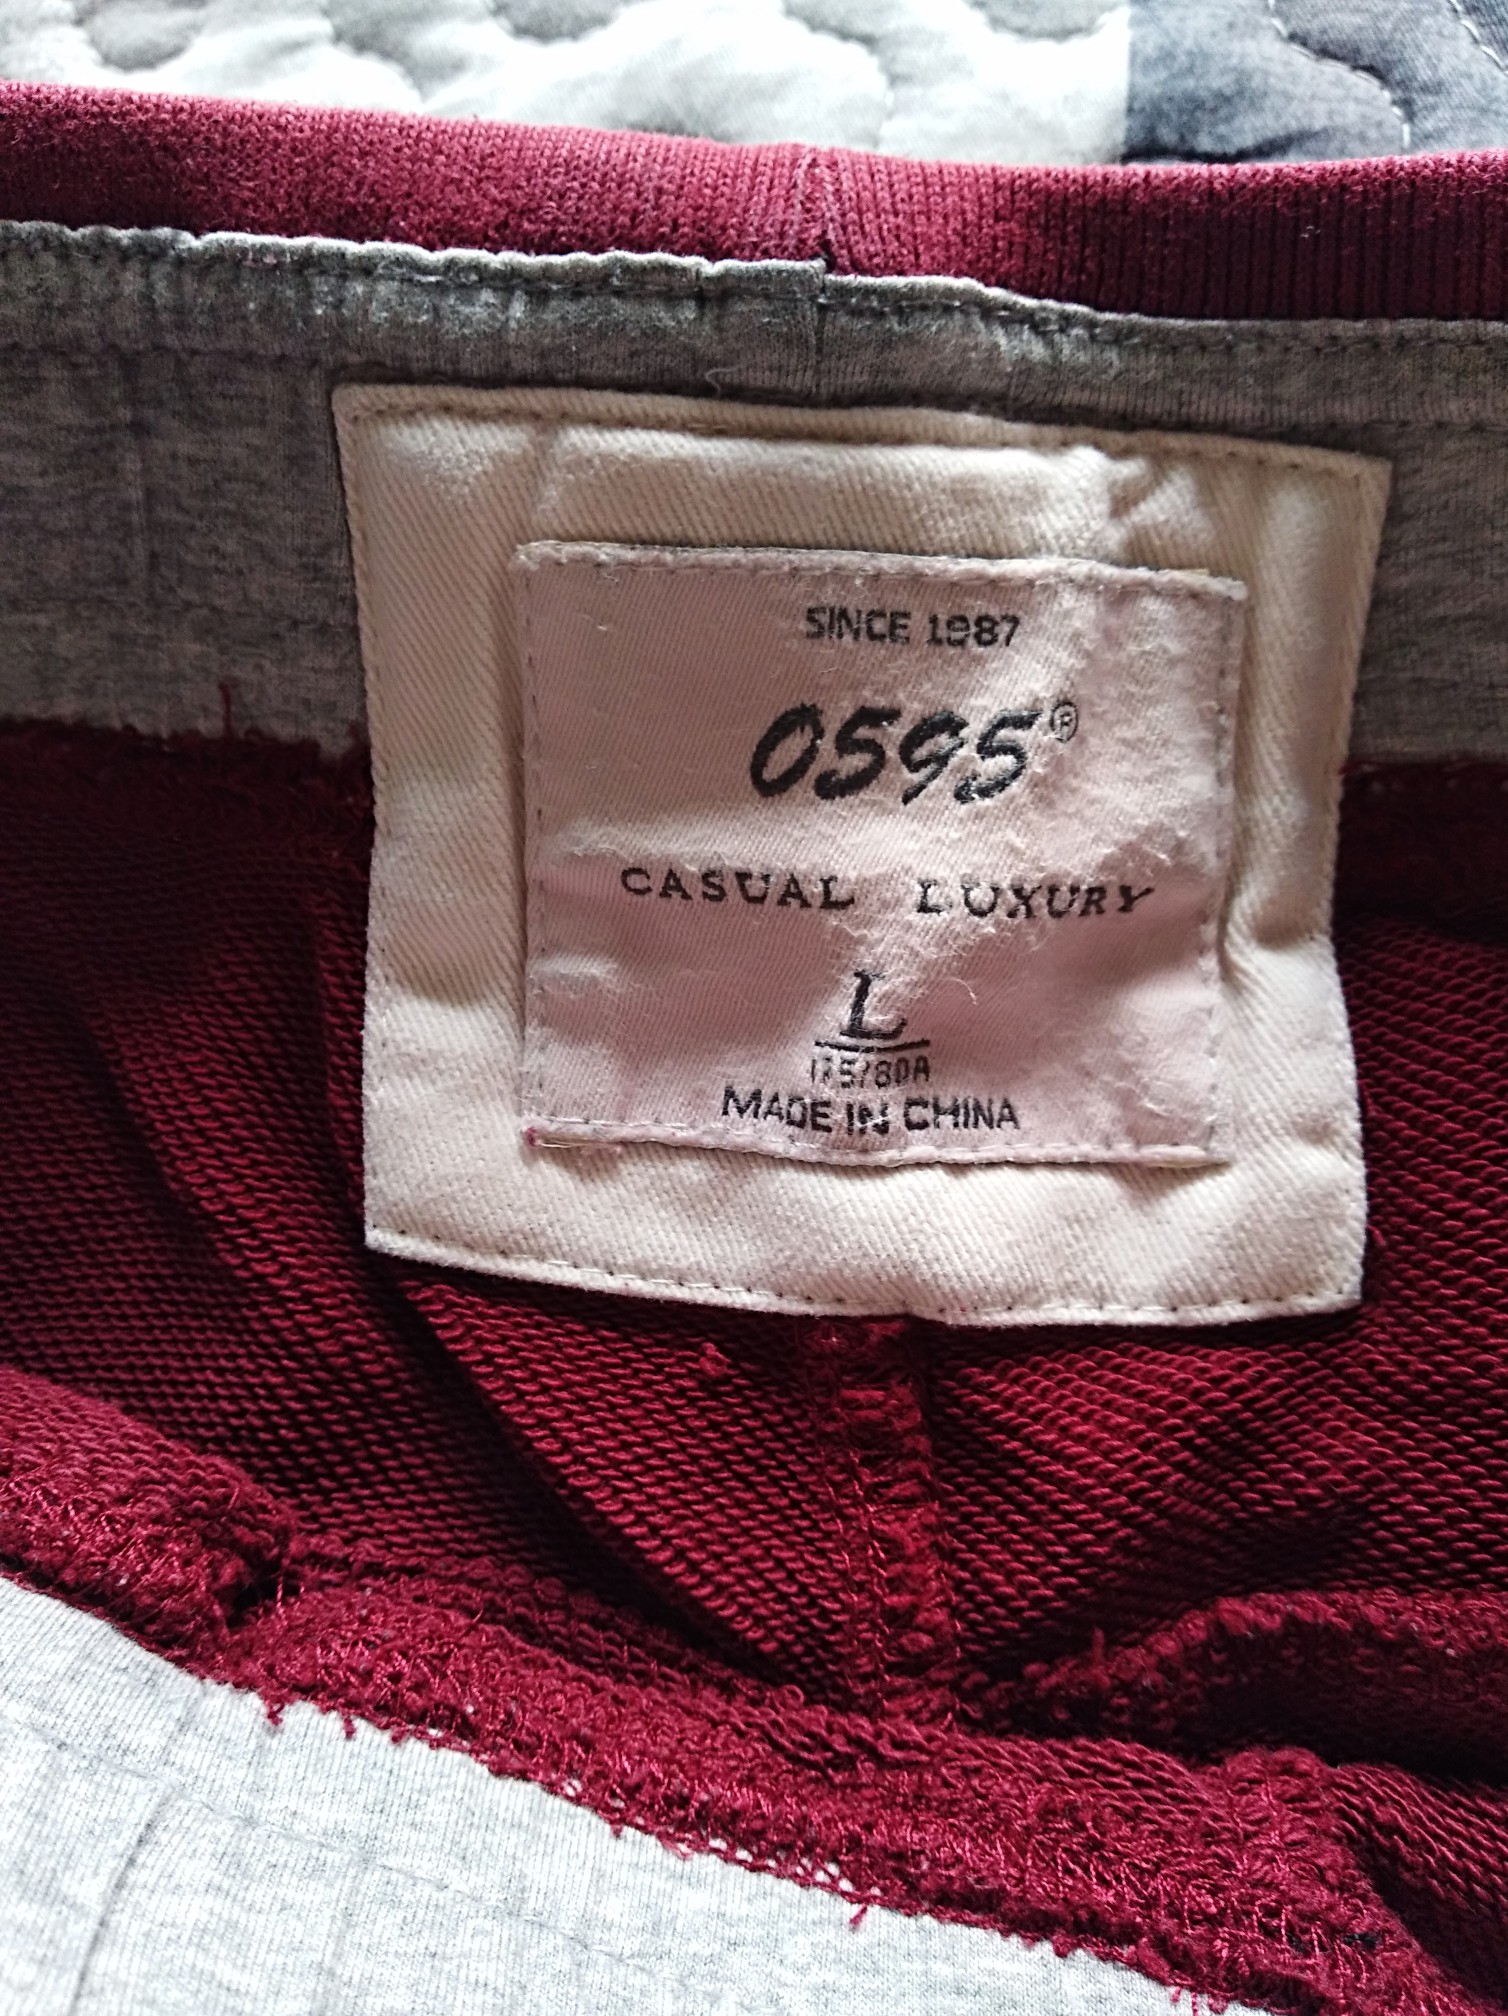 SINCE 1987
0595®
CASUAL LUXURY
L
175/80A
MADE IN CHINA